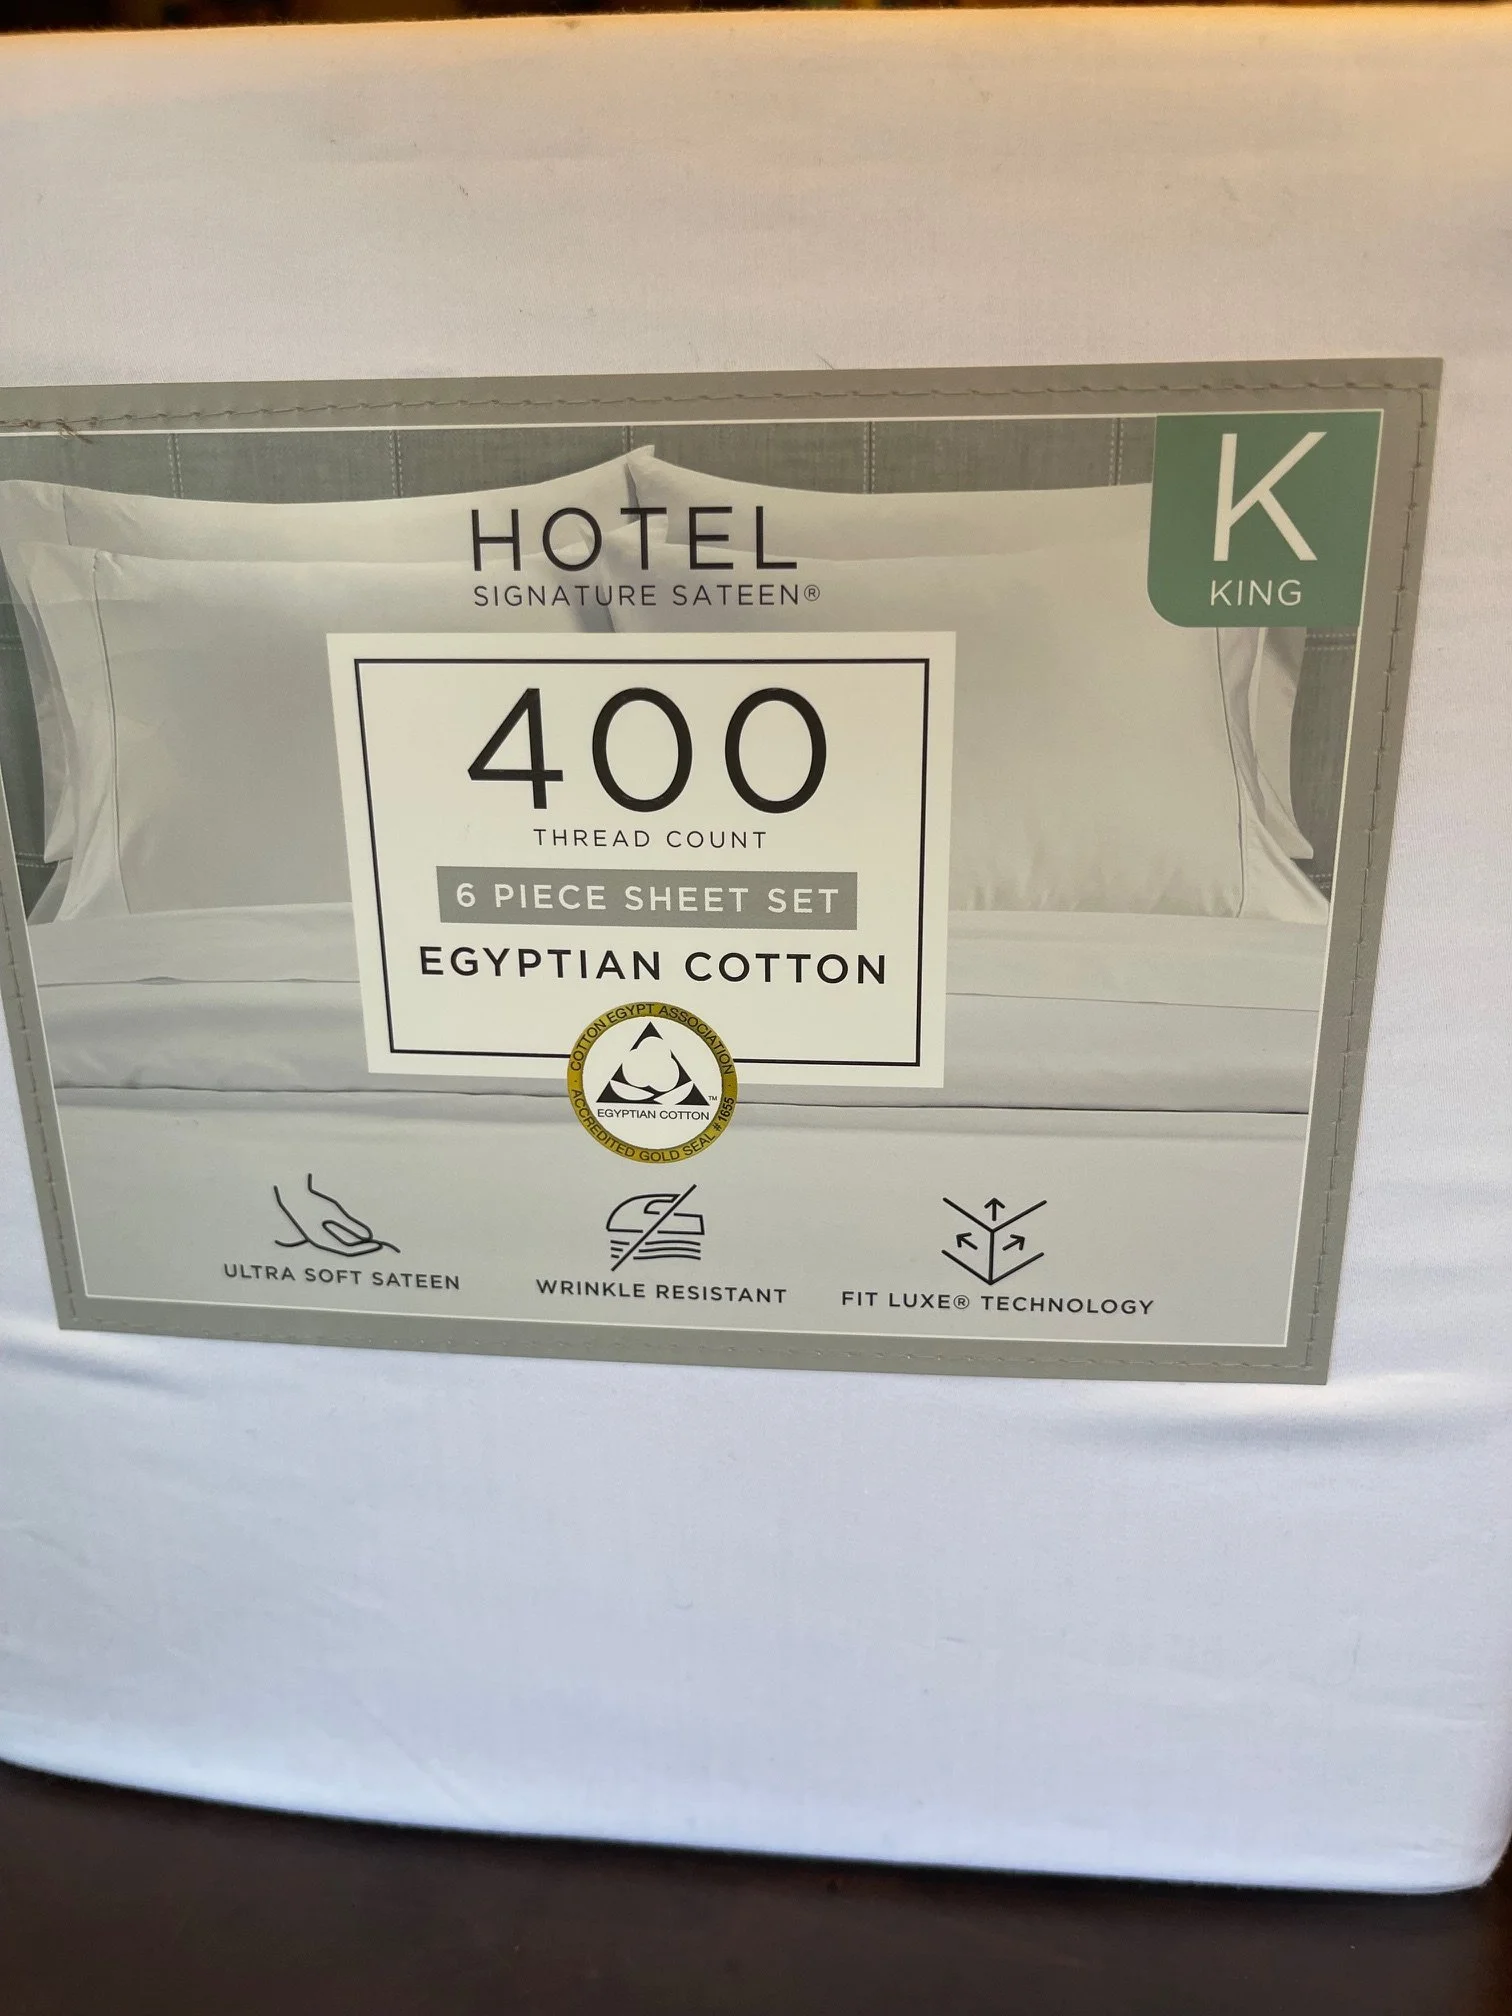 HOTEL
SIGNATURE SATEEN®
K
KING
400
THREAD COUNT
6 PIECE SHEET SET
EGYPTIAN COTTON
· COTTON EGYPT ASSOCIATION ·
EGYPTIAN COTTON™
ACCREDITED GOLD SEAL #1655
ULTRA SOFT SATEEN
WRINKLE RESISTANT
FIT LUXE® TECHNOLOGY